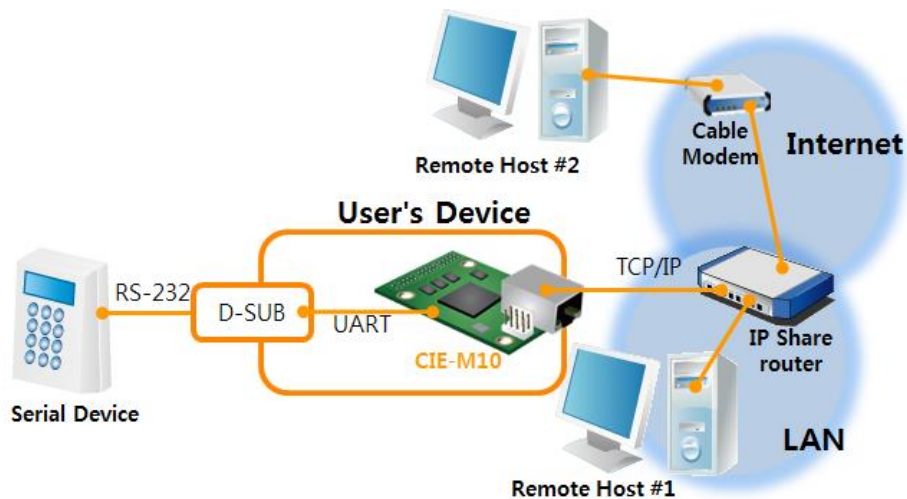 Remote Host #2
Cable
Modem
Internet
User's Device
TCP/IP
RS-232
D-SUB
UART
CIE-M10
IP Share
router
Serial Device
LAN
Remote Host #1